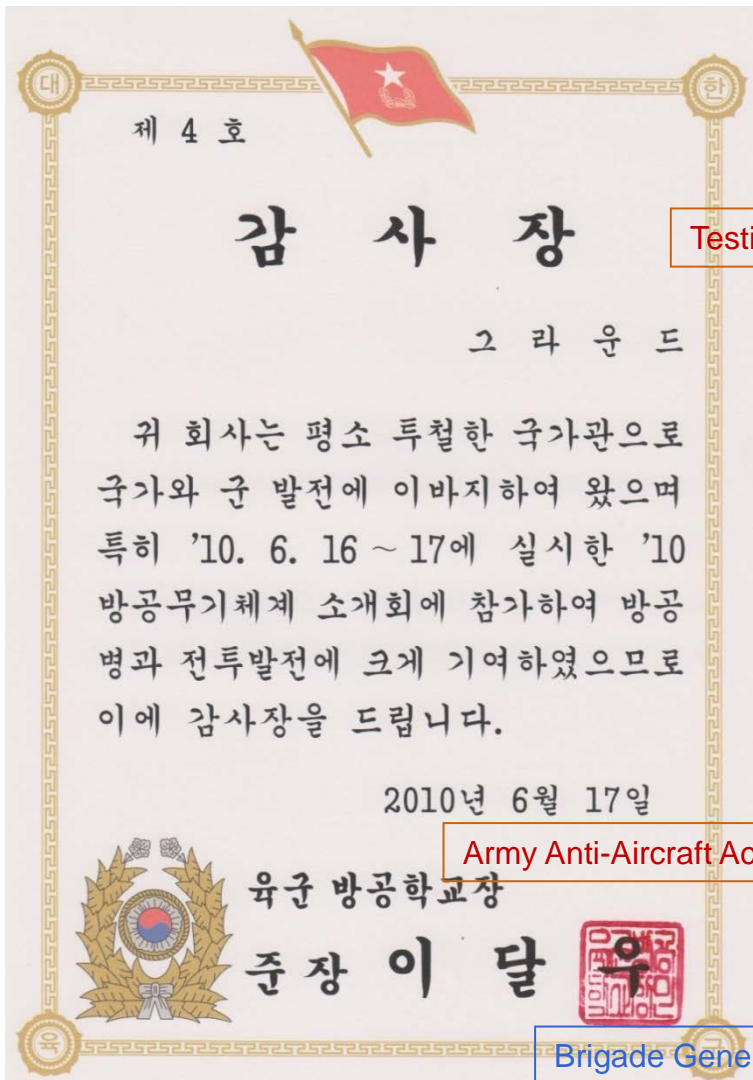 대 한
제 4 호
감 사 장
Testi
그 라 운 드
귀 회사는 평소 투철한 국가관으로
국가와 군 발전에 이바지하여 왔으며
특히 '10. 6. 16 ~ 17에 실시한 '10
방공무기체계 소개회에 참가하여 방공
병과 전투발전에 크게 기여하였으므로
이에 감사장을 드립니다.
2010년 6월 17일
Army Anti-Aircraft Ac
육군 방공학교장
준장 이 달 우
Brigade Gene
육 군